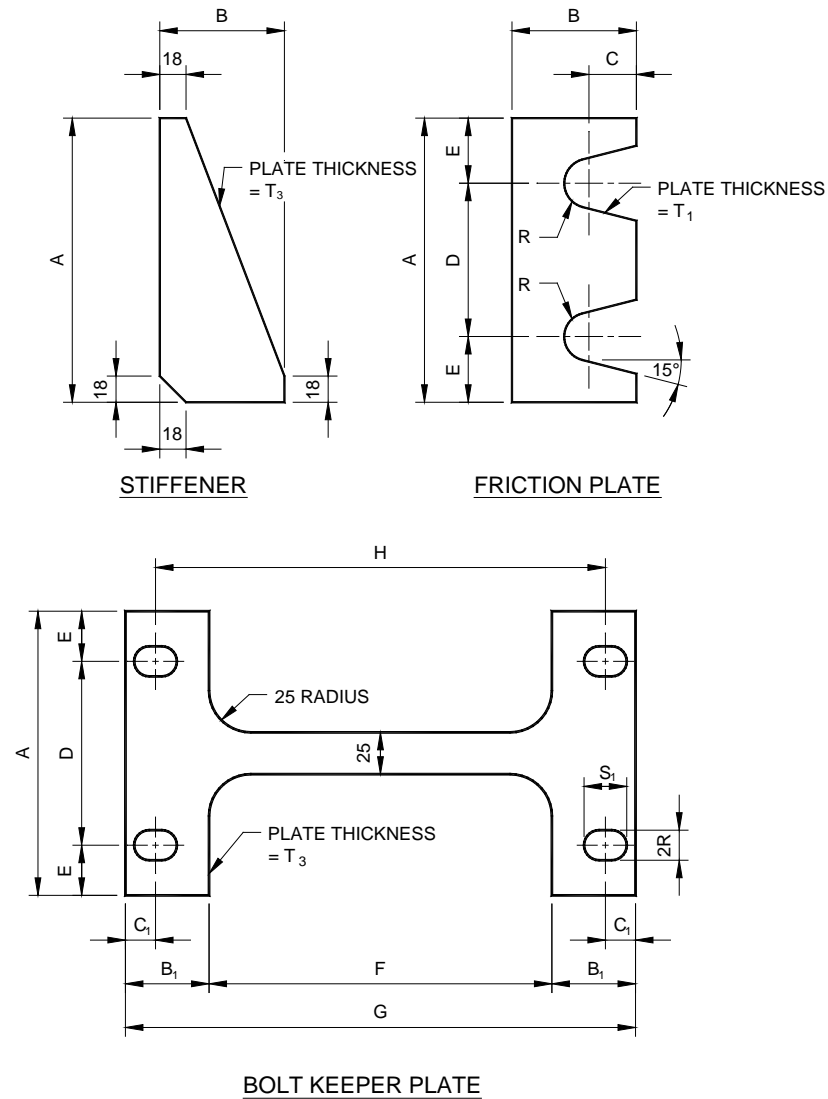 B
18
A
PLATE THICKNESS
= T₃
18
18
18
STIFFENER
B
C
E
A
D
R
R
E
PLATE THICKNESS
= T₁
15°
FRICTION PLATE
H
E
A
D
E
25 RADIUS
25
S₁
2R
PLATE THICKNESS
= T₃
C₁
C₁
B₁
F
B₁
G
BOLT KEEPER PLATE